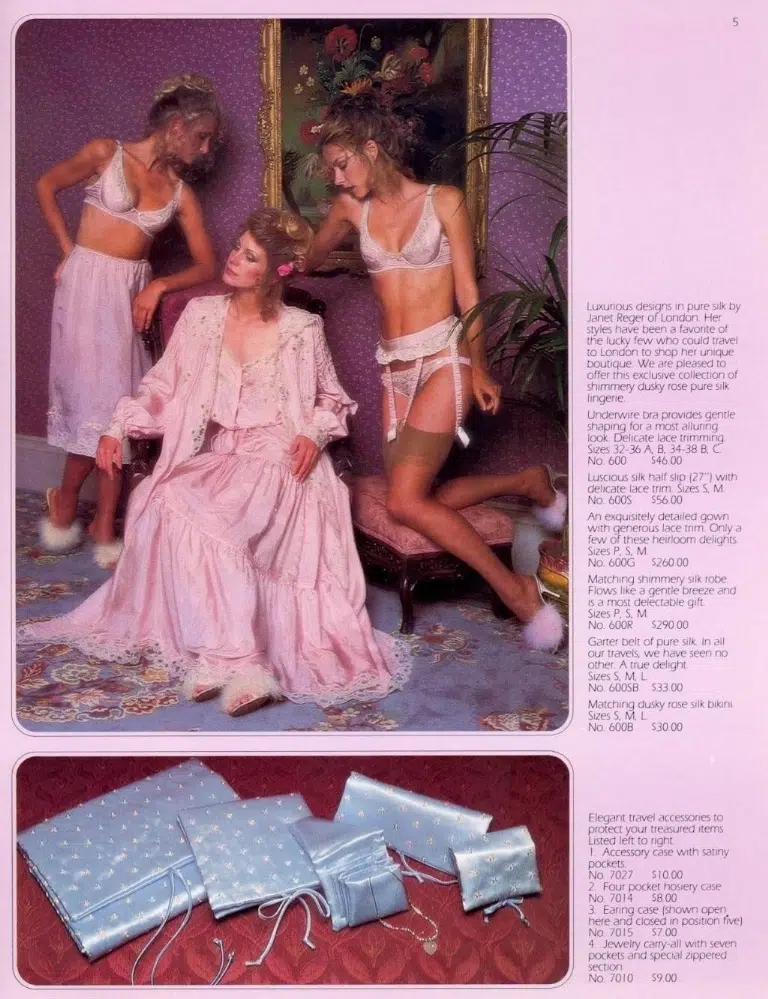 5
Luxurious designs in pure silk by
Janet Reger of London. Her
styles have been a favorite of
the lucky few who could travel
to London to shop her unique
boutique. We are pleased to
offer this exclusive collection of
shimmery dusky rose pure silk
lingerie.
Underwire bra provides gentle
shaping for a most alluring
look. Delicate lace trimming.
Sizes 32-36 A, B, 34-38 B, C.
No. 600 $46.00
Luscious silk half slip (27") with
delicate lace trim. Sizes S, M.
No. 600S $56.00
An exquisitely detailed gown
with generous lace trim. Only a
few of these heirloom delights.
Sizes P, S, M.
No. 600G $260.00
Matching shimmery silk robe.
Flows like a gentle breeze and
is a most delectable gift.
Sizes P, S, M.
No. 600R $290.00
Garter belt of pure silk. In all
our travels, we have seen no
other. A true delight.
Sizes S, M, L.
No. 600SB $33.00
Matching dusky rose silk bikini.
Sizes S, M, L.
No. 600B $30.00
Elegant travel accessories to
protect your treasured items.
Listed left to right.
1. Accessory case with satiny
pockets.
No. 7027 $10.00
2. Four pocket hosiery case
No. 7014 $8.00
3. Earing case (shown open
here and closed in position five)
No. 7015 $7.00
4. Jewelry carry-all with seven
pockets and special zippered
section
No. 7010 $9.00